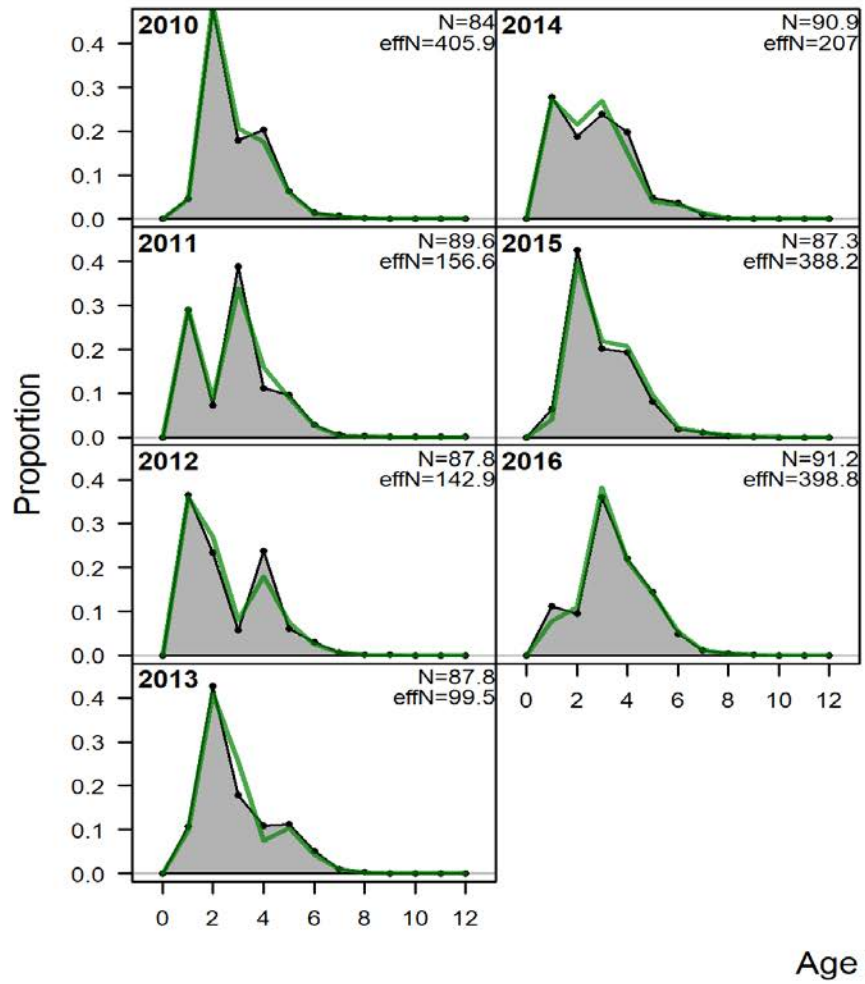 2010
N=84
effN=405.9
0.4
0.3
0.2
0.1
0.0
2014
N=90.9
effN=207
2011
N=89.6
effN=156.6
0.4
0.3
0.2
0.1
0.0
2015
N=87.3
effN=388.2
Proportion
2012
N=87.8
effN=142.9
0.4
0.3
0.2
0.1
0.0
2016
N=91.2
effN=398.8
0 2 4 6 8 10 12
2013
N=87.8
effN=99.5
0.4
0.3
0.2
0.1
0.0
0 2 4 6 8 10 12
Age